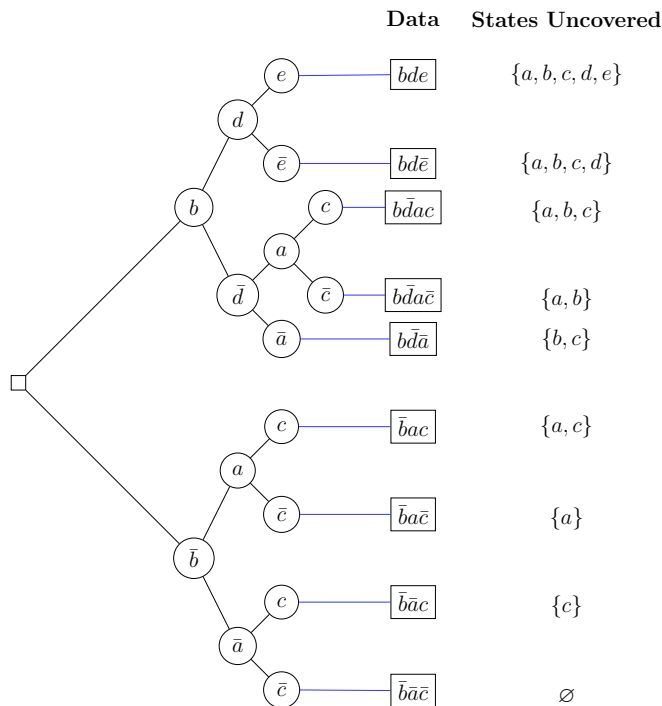 Data States Uncovered
e bde {a, b, c, d, e}
d
ē bdē {a, b, c, d}
b c bd̄ac {a, b, c}
a
d̄ c̄ bd̄ac̄ {a, b}
ā bd̄ā {b, c}
c b̄ac {a, c}
a
c̄ b̄ac̄ {a}
b̄
c b̄āc {c}
ā
c̄ b̄āc̄ ∅